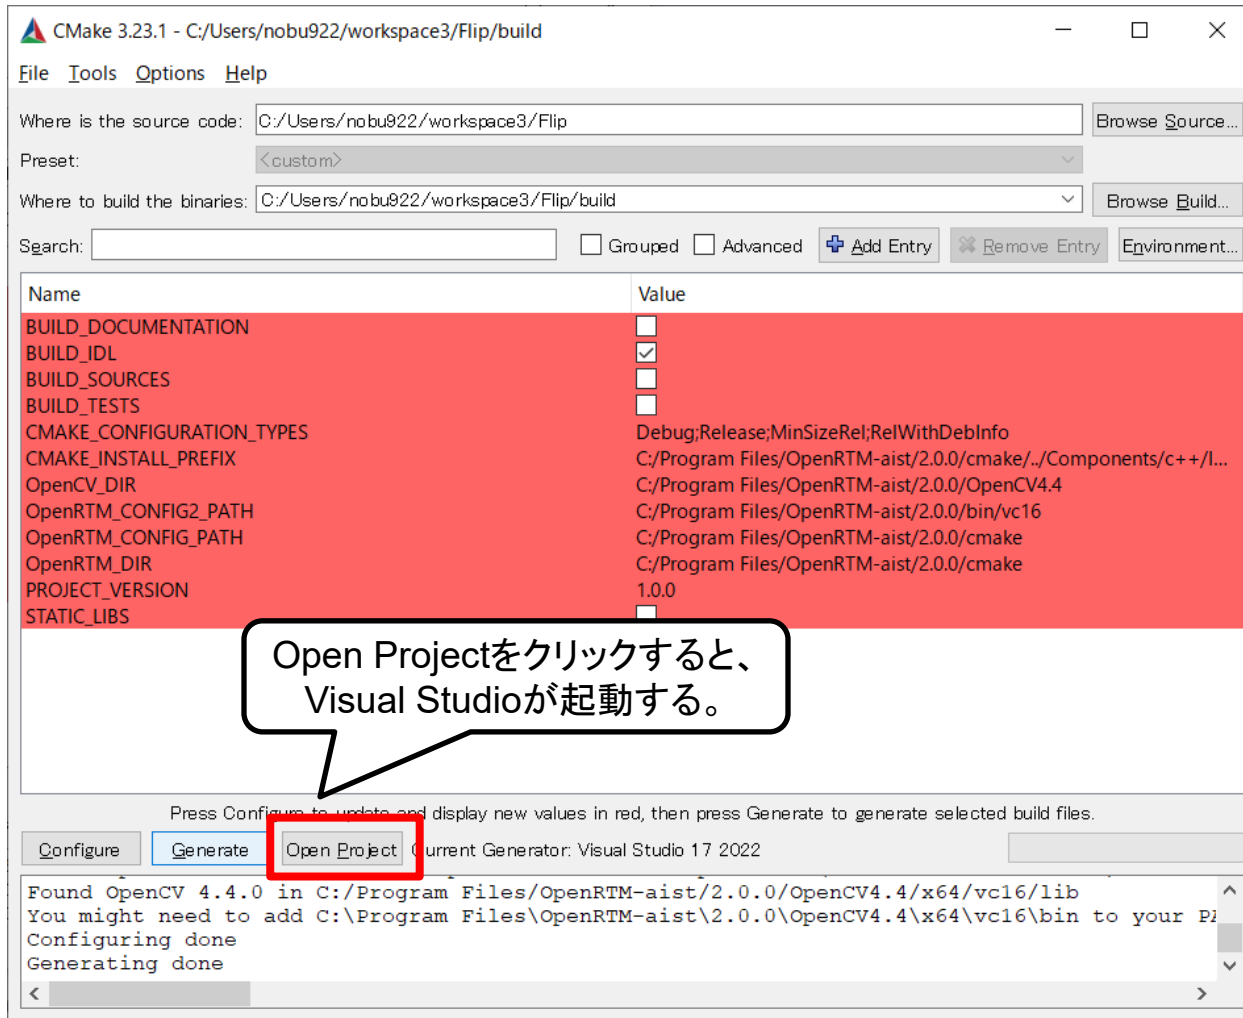 CMake 3.23.1 - C:/Users/nobu922/workspace3/Flip/build
File Tools Options Help
Where is the source code: C:/Users/nobu922/workspace3/Flip Browse Source...
Preset: <custom>
Where to build the binaries: C:/Users/nobu922/workspace3/Flip/build Browse Build...
Search: Grouped Advanced Add Entry Remove Entry Environment...
Name Value
BUILD_DOCUMENTATION
BUILD_IDL
BUILD_SOURCES
BUILD_TESTS
CMAKE_CONFIGURATION_TYPES Debug;Release;MinSizeRel;RelWithDebInfo
CMAKE_INSTALL_PREFIX C:/Program Files/OpenRTM-aist/2.0.0/cmake/../Components/c++/I...
OpenCV_DIR C:/Program Files/OpenRTM-aist/2.0.0/OpenCV4.4
OpenRTM_CONFIG2_PATH C:/Program Files/OpenRTM-aist/2.0.0/bin/vc16
OpenRTM_CONFIG_PATH C:/Program Files/OpenRTM-aist/2.0.0/cmake
OpenRTM_DIR C:/Program Files/OpenRTM-aist/2.0.0/cmake
PROJECT_VERSION 1.0.0
STATIC_LIBS
Open Projectをクリックすると、
Visual Studioが起動する。
Press Configure to update and display new values in red, then press Generate to generate selected build files.
Configure Generate Open Project Current Generator: Visual Studio 17 2022
Found OpenCV 4.4.0 in C:/Program Files/OpenRTM-aist/2.0.0/OpenCV4.4/x64/vc16/lib
You might need to add C:\Program Files\OpenRTM-aist\2.0.0\OpenCV4.4\x64\vc16\bin to your
Configuring done
Generating done